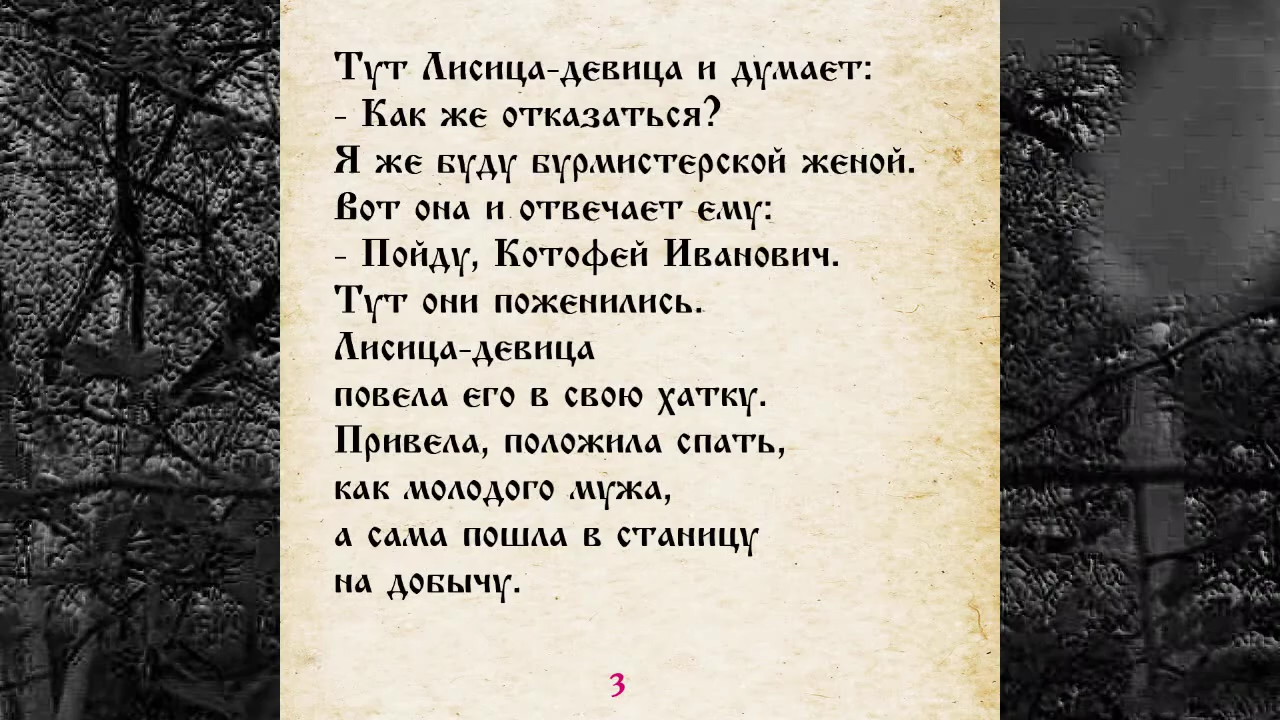 Тут Лисица-девица и думает:
- Как же отказаться?
Я же буду бурмистерской женой.
Вот она и отвечает ему:
- Пойду, Котофей Иванович.
Тут они поженились.
Лисица-девица
повела его в свою хатку.
Привела, положила спать,
как молодого мужа,
а сама пошла в станицу
на добычу.
3